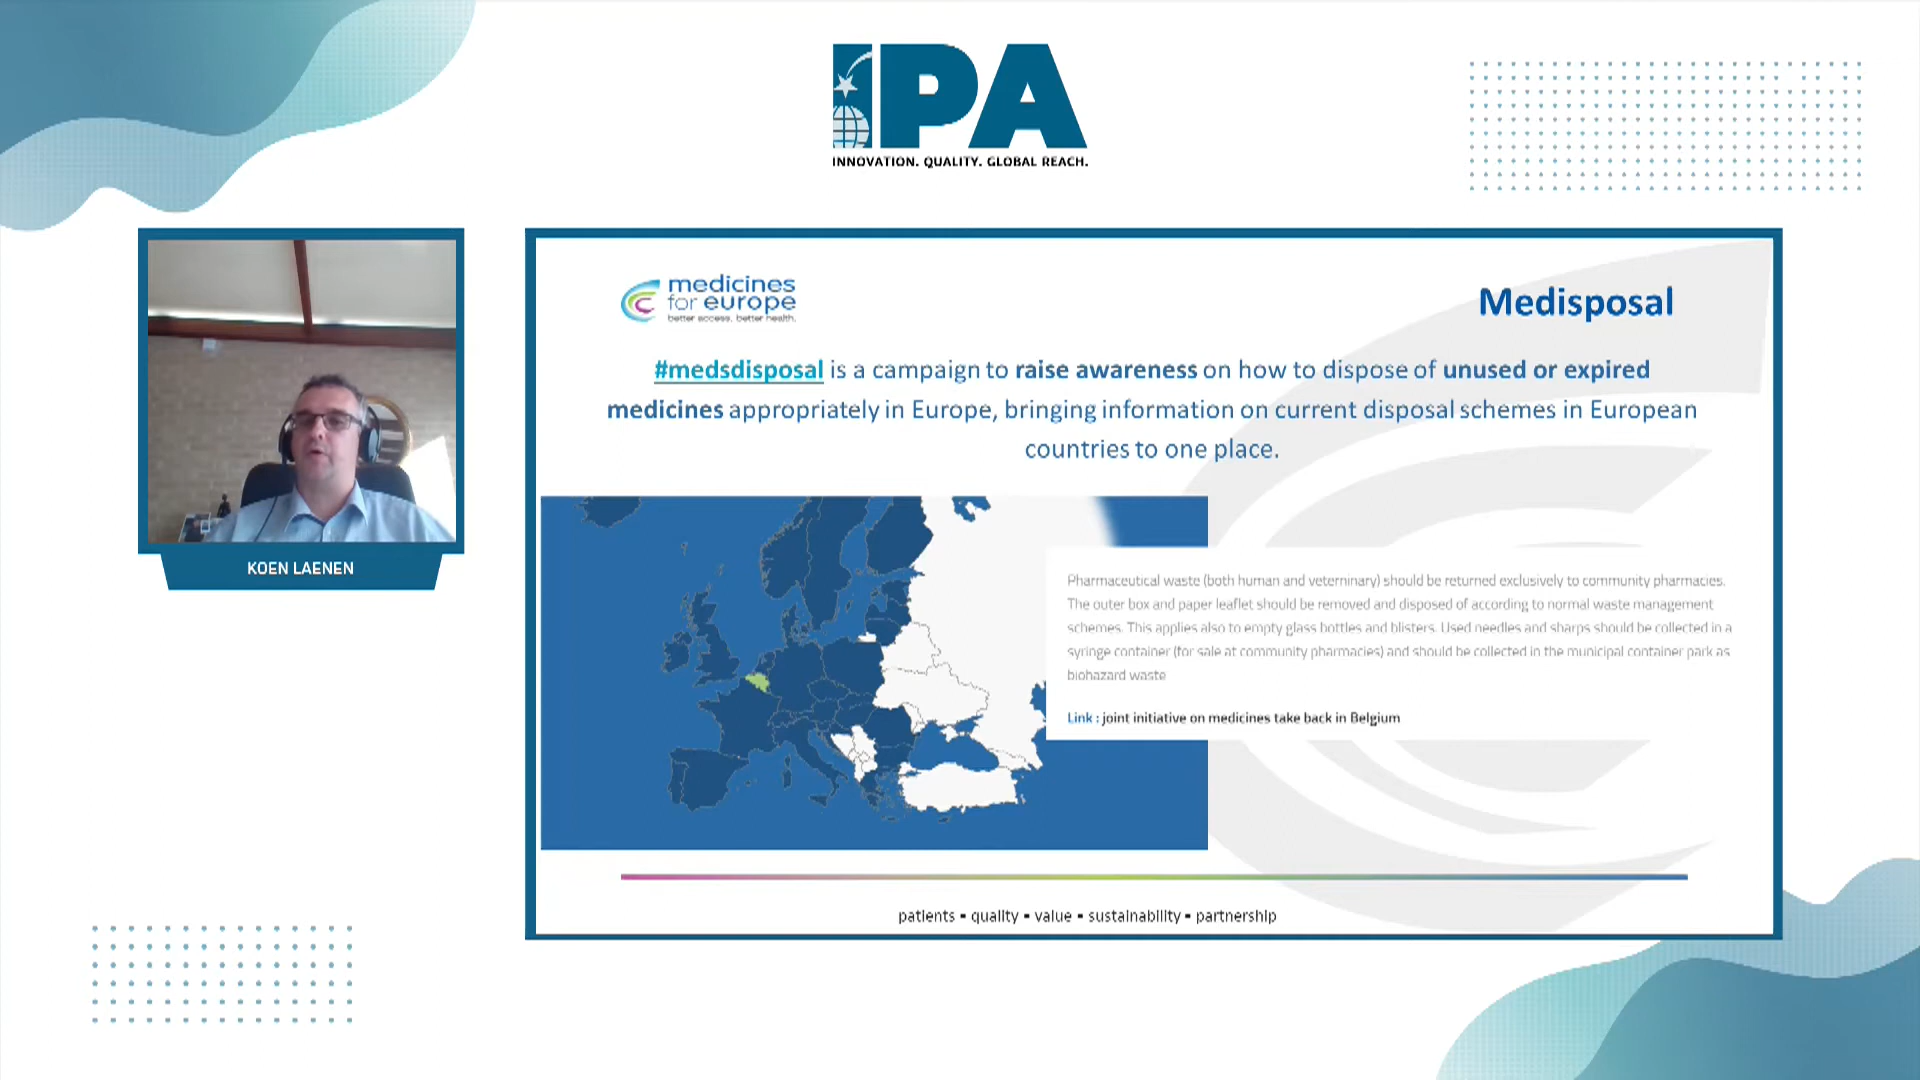 IPA
INNOVATION. QUALITY. GLOBAL REACH.
KOEN LAENEN
medicines
for europe
better access. better health.
Medisposal
#medsdisposal is a campaign to raise awareness on how to dispose of unused or expired
medicines appropriately in Europe, bringing information on current disposal schemes in European
countries to one place.
Pharmaceutical waste (both human and veterninary) should be returned exclusively to community pharmacies.
The outer box and paper leaflet should be removed and disposed of according to normal waste management
schemes. This applies also to empty glass bottles and blisters. Used needles and sharps should be collected in a
syringe container (for sale at community pharmacies) and should be collected in the municipal container park as
biohazard waste
Link : joint initiative on medicines take back in Belgium
patients ▪ quality ▪ value ▪ sustainability ▪ partnership